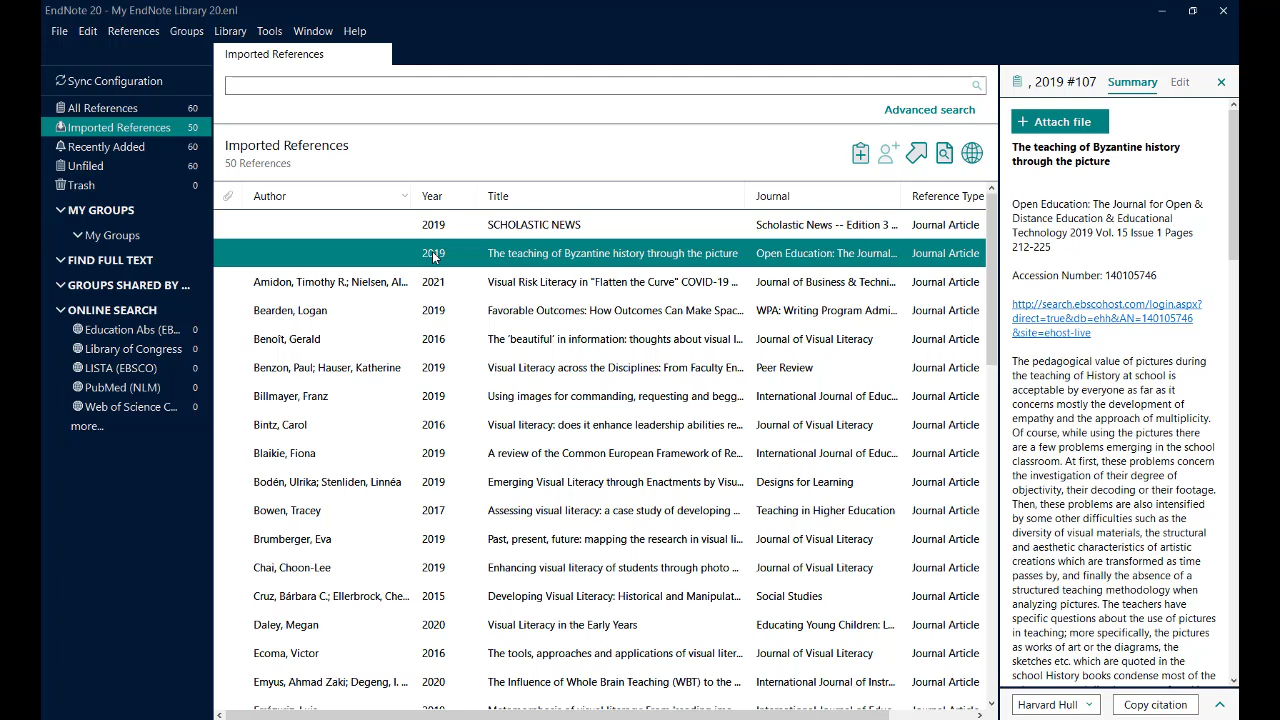 EndNote 20 - My EndNote Library 20.enl
File Edit References Groups Library Tools Window Help
Sync Configuration
All References 60
Imported References 50
Recently Added 60
Unfiled 60
Trash 0
MY GROUPS
My Groups
FIND FULL TEXT
GROUPS SHARED BY ...
ONLINE SEARCH
Education Abs (EB... 0
Library of Congress 0
LISTA (EBSCO) 0
PubMed (NLM) 0
Web of Science C... 0
more...
Imported References
Advanced search
Imported References
50 References
Author Year Title Journal Reference Type
2019 SCHOLASTIC NEWS Scholastic News -- Edition 3 ... Journal Article
2019 The teaching of Byzantine history through the picture Open Education: The Journal... Journal Article
Amidon, Timothy R.; Nielsen, Al... 2021 Visual Risk Literacy in "Flatten the Curve" COVID-19 ... Journal of Business & Techni... Journal Article
Bearden, Logan 2019 Favorable Outcomes: How Outcomes Can Make Spac... WPA: Writing Program Admi... Journal Article
Benoît, Gerald 2016 The ‘beautiful’ in information: thoughts about visual l... Journal of Visual Literacy Journal Article
Benzon, Paul; Hauser, Katherine 2019 Visual Literacy across the Disciplines: From Faculty En... Peer Review Journal Article
Billmayer, Franz 2019 Using images for commanding, requesting and begg... International Journal of Educ... Journal Article
Bintz, Carol 2016 Visual literacy: does it enhance leadership abilities re... Journal of Visual Literacy Journal Article
Blaikie, Fiona 2019 A review of the Common European Framework of Re... International Journal of Educ... Journal Article
Bodén, Ulrika; Stenliden, Linnéa 2019 Emerging Visual Literacy through Enactments by Visu... Designs for Learning Journal Article
Bowen, Tracey 2017 Assessing visual literacy: a case study of developing ... Teaching in Higher Education Journal Article
Brumberger, Eva 2019 Past, present, future: mapping the research in visual li... Journal of Visual Literacy Journal Article
Chai, Choon-Lee 2019 Enhancing visual literacy of students through photo ... Journal of Visual Literacy Journal Article
Cruz, Bárbara C.; Ellerbrock, Che... 2015 Developing Visual Literacy: Historical and Manipulat... Social Studies Journal Article
Daley, Megan 2020 Visual Literacy in the Early Years Educating Young Children: L... Journal Article
Ecoma, Victor 2016 The tools, approaches and applications of visual liter... Journal of Visual Literacy Journal Article
Emyus, Ahmad Zaki; Degeng, I. ... 2020 The Influence of Whole Brain Teaching (WBT) to the ... International Journal of Instr... Journal Article
, 2019 #107 Summary Edit
Attach file
The teaching of Byzantine history
through the picture
Open Education: The Journal for Open &
Distance Education & Educational
Technology 2019 Vol. 15 Issue 1 Pages
212-225
Accession Number: 140105746
http://search.ebscohost.com/login.aspx?
direct=true&db=ehh&AN=140105746
&site=ehost-live
The pedagogical value of pictures during
the teaching of History at school is
acceptable by everyone as far as it
concerns mostly the development of
empathy and the approach of multiplicity.
Of course, while using the pictures there
are a few problems emerging in the school
classroom. At first, these problems concern
the investigation of their degree of
objectivity, their decoding or their footage.
Then, these problems are also intensified
by some other difficulties such as the
diversity of visual materials, the structural
and aesthetic characteristics of artistic
creations which are transformed as time
passes by, and finally the absence of a
structured teaching methodology when
analyzing pictures. The teachers have
specific questions about the use of pictures
in teaching; more specifically, the pictures
as works of art or the diagrams, the
sketches etc. which are quoted in the
school History books condense most of the
Harvard Hull Copy citation